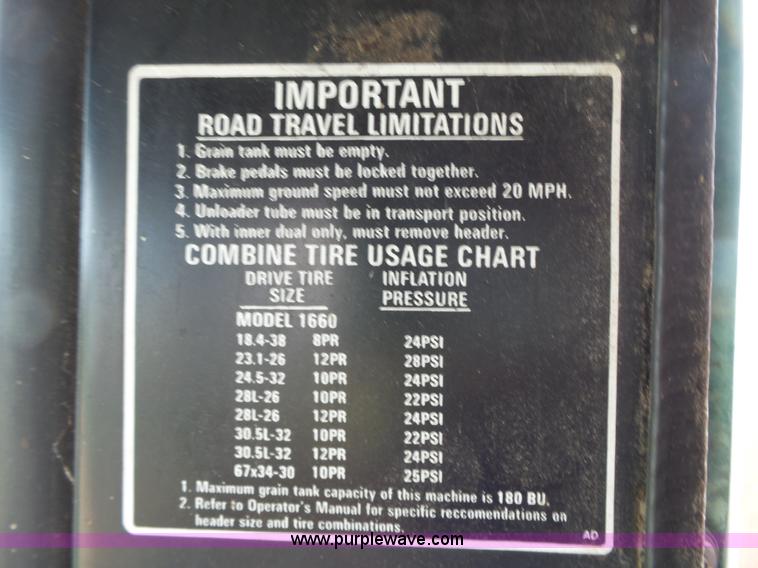 IMPORTANT
ROAD TRAVEL LIMITATIONS
1. Grain tank must be empty.
2. Brake pedals must be locked together.
3. Maximum ground speed must not exceed 20 MPH.
4. Unloader tube must be in transport position.
5. With inner dual only, must remove header.
COMBINE TIRE USAGE CHART
DRIVE TIRE INFLATION
SIZE PRESSURE
MODEL 1660
18.4-38 8PR 24PSI
23.1-26 12PR 28PSI
24.5-32 10PR 24PSI
28L-26 10PR 22PSI
28L-26 12PR 24PSI
30.5L-32 10PR 22PSI
30.5L-32 12PR 24PSI
67x34-30 10PR 25PSI
1. Maximum grain tank capacity of this machine is 180 BU.
2. Refer to Operator's Manual for specific reccomendations on
header size and tire combinations.
AD
www.purplewave.com